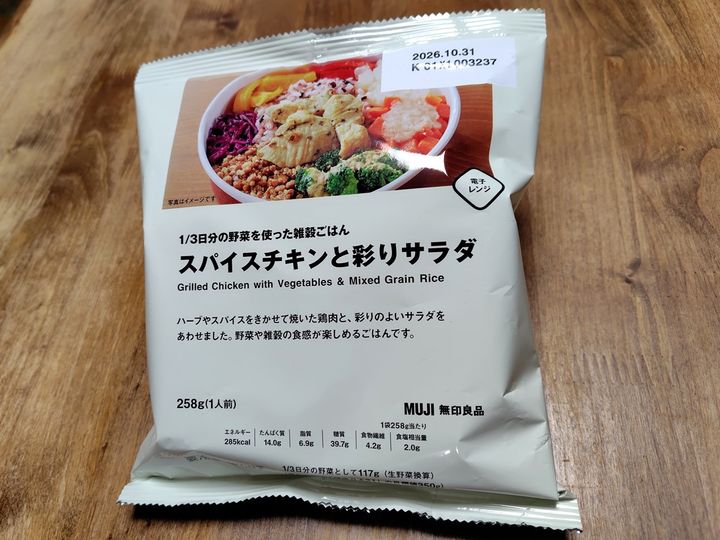 2026.10.31
写真はイメージです
電子
レンジ
1/3日分の野菜を使った雑穀ごはん
スパイスチキンと彩りサラダ
Grilled Chicken with Vegetables & Mixed Grain Rice
ハーブやスパイスをきかせて焼いた鶏肉と、彩りのよいサラダを
あわせました。野菜や雑穀の食感が楽しめるごはんです。
258g(1人前)
MUJI 無印良品
1袋258g当たり
エネルギー たんぱく質 脂質 糖質 食物繊維 食塩相当量
285kcal 14.0g 6.9g 39.7g 4.2g 2.0g
1/3日分の野菜として117g(生野菜換算)